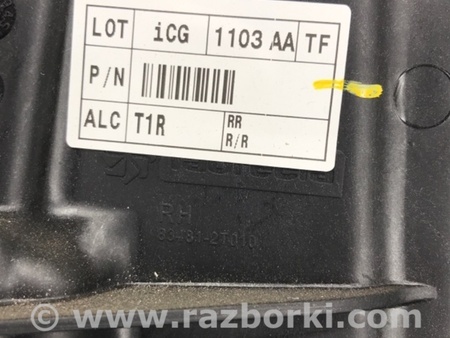 LOT iCG 1103 AA TF
P/N
ALC T1R RR
R/R
RH
83481-2T010
© www.razborki.com